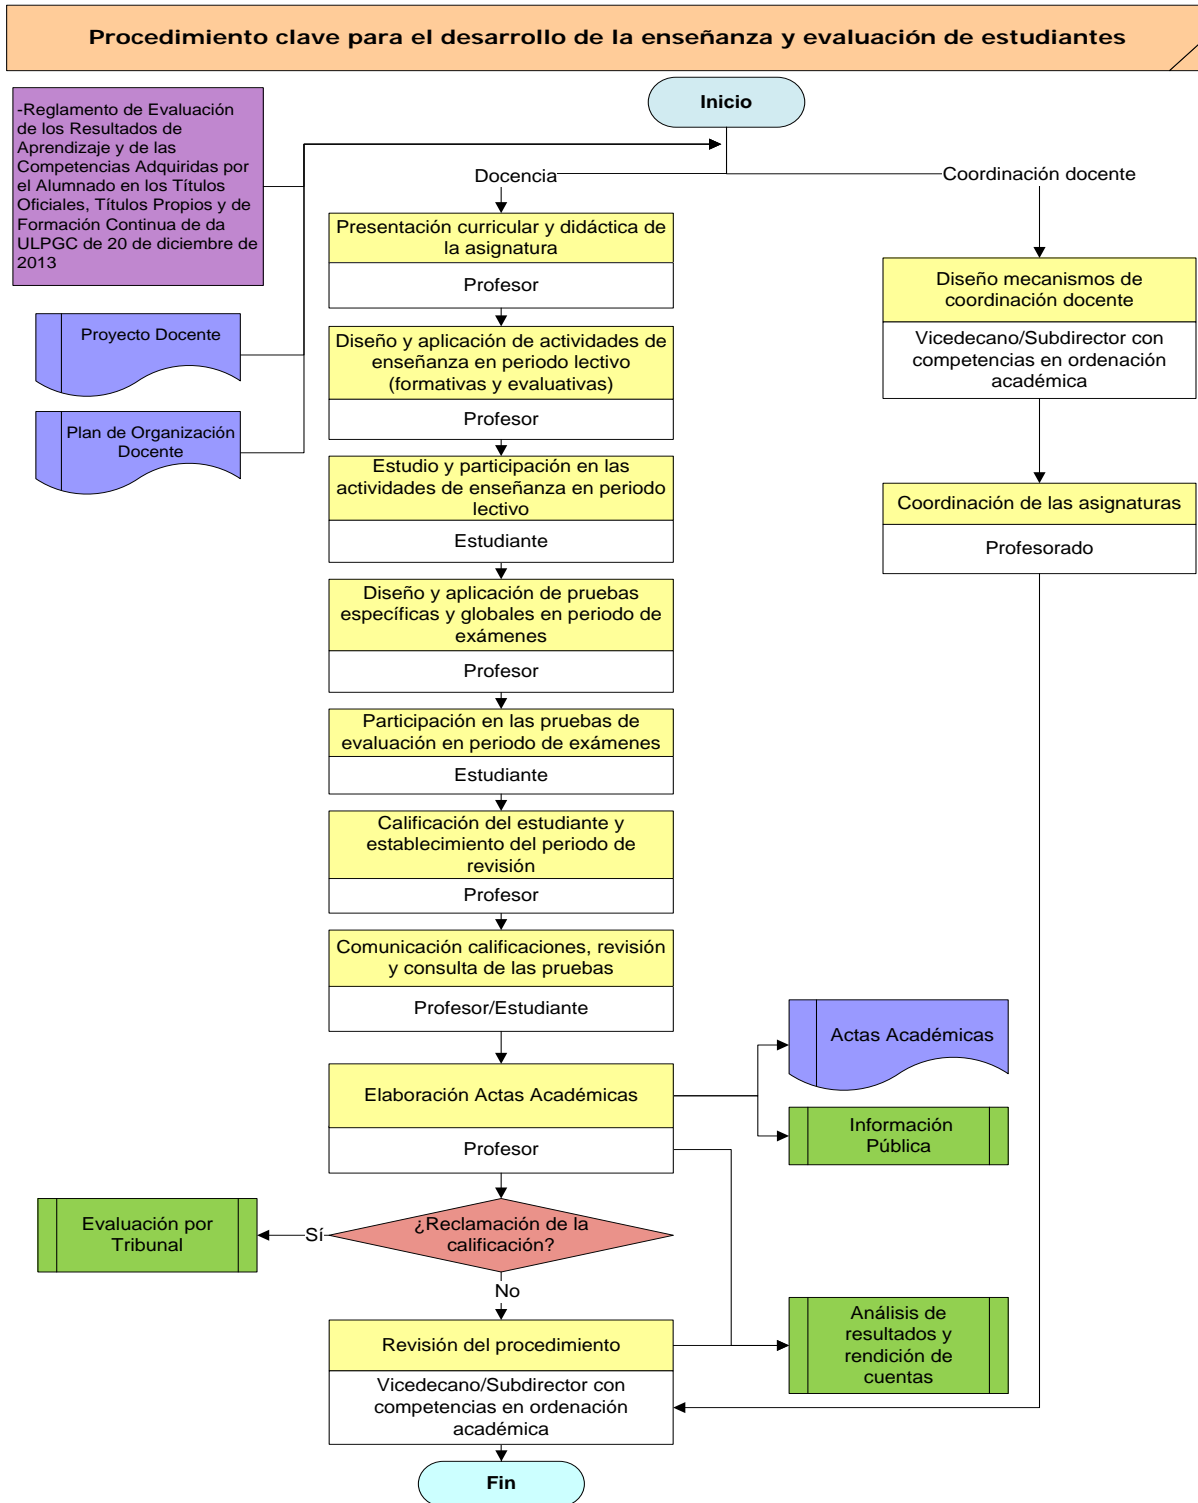 Procedimiento clave para el desarrollo de la enseñanza y evaluación de estudiantes
-Reglamento de Evaluación
de los Resultados de
Aprendizaje y de las
Competencias Adquiridas por
el Alumnado en los Títulos
Oficiales, Títulos Propios y de
Formación Continua de da
ULPGC de 20 de diciembre de
2013
Inicio
Docencia
Coordinación docente
Presentación curricular y didáctica de
la asignatura
Profesor
Diseño mecanismos de
coordinación docente
Vicedecano/Subdirector con
competencias en ordenación
académica
Proyecto Docente
Diseño y aplicación de actividades de
enseñanza en periodo lectivo
(formativas y evaluativas)
Profesor
Plan de Organización
Docente
Estudio y participación en las
actividades de enseñanza en periodo
lectivo
Estudiante
Coordinación de las asignaturas
Profesorado
Diseño y aplicación de pruebas
específicas y globales en periodo de
exámenes
Profesor
Participación en las pruebas de
evaluación en periodo de exámenes
Estudiante
Calificación del estudiante y
establecimiento del periodo de
revisión
Profesor
Comunicación calificaciones, revisión
y consulta de las pruebas
Profesor/Estudiante
Actas Académicas
Elaboración Actas Académicas
Profesor
Información
Pública
Evaluación por
Tribunal
Sí
¿Reclamación de la
calificación?
No
Revisión del procedimiento
Vicedecano/Subdirector con
competencias en ordenación
académica
Análisis de
resultados y
rendición de
cuentas
Fin